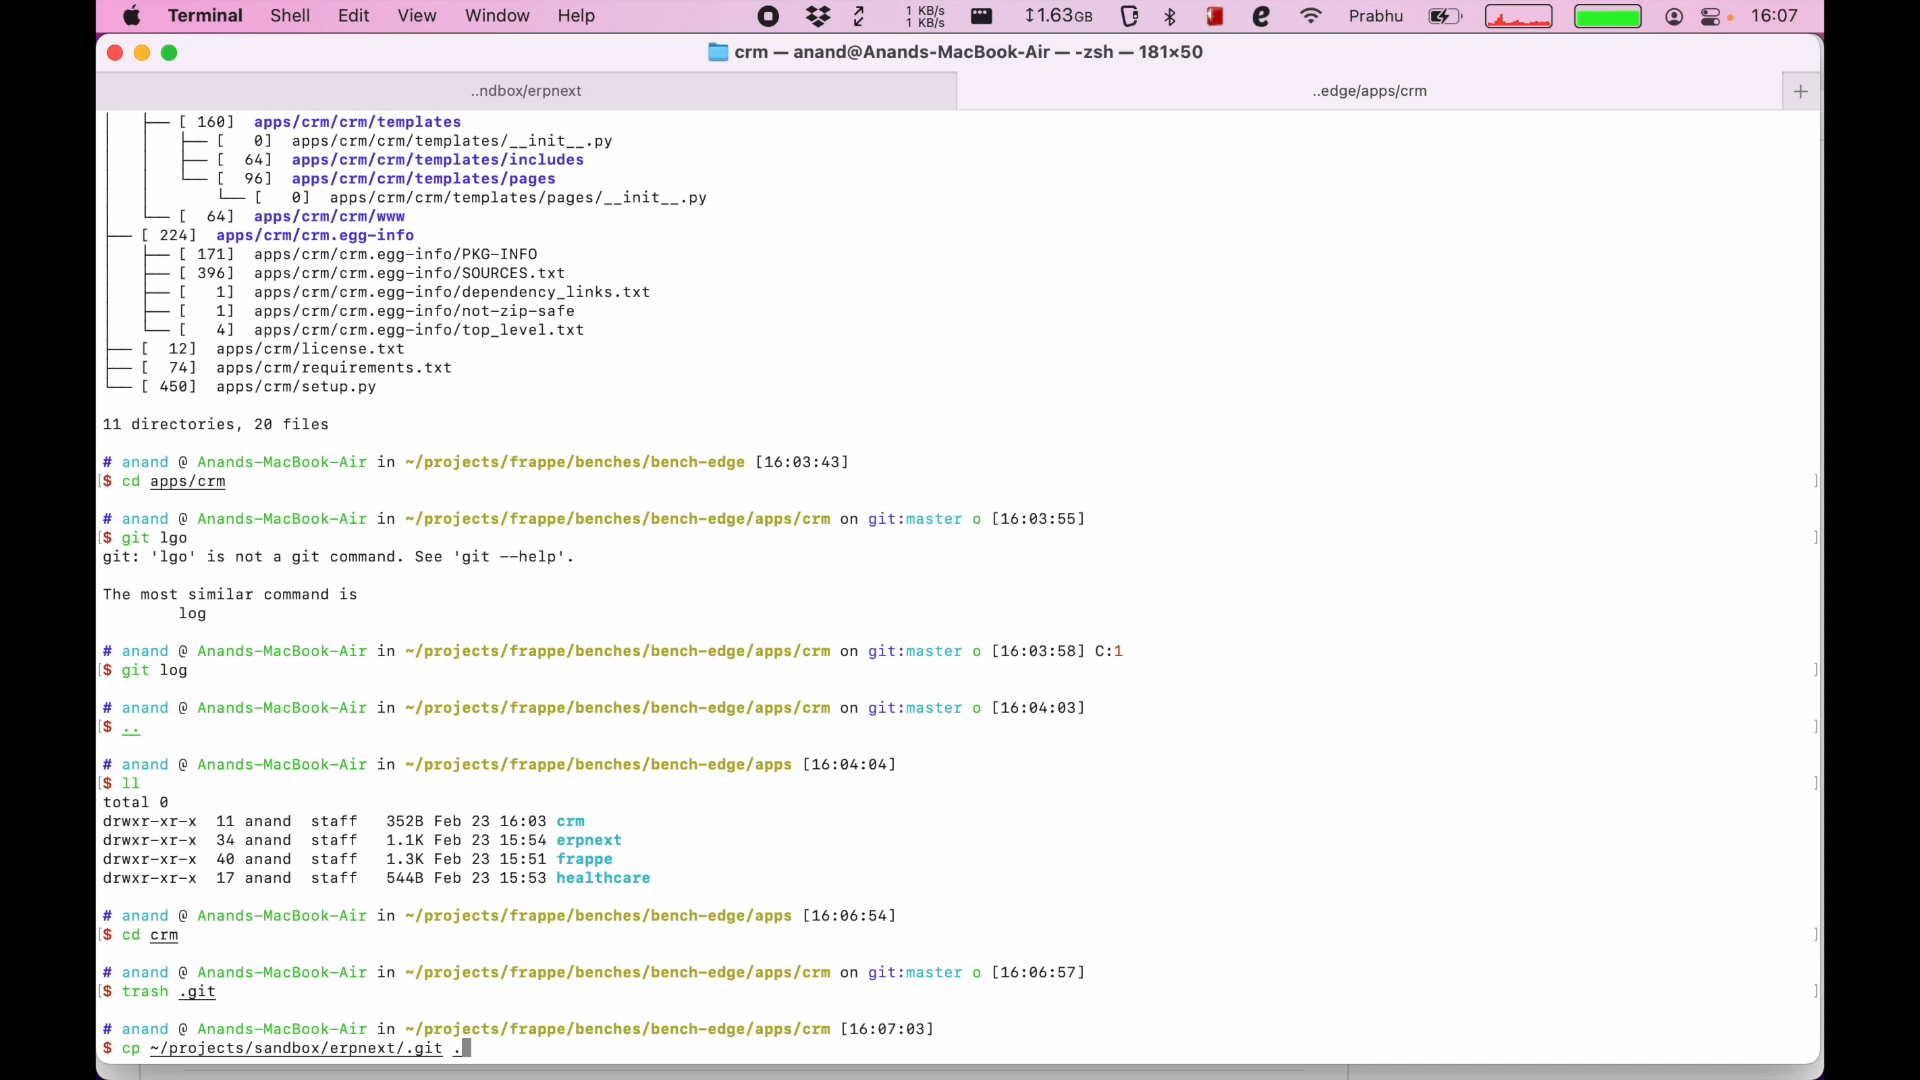 Terminal Shell Edit View Window Help 1 KB/s 1 KB/s 1.63GB Prabhu 16:07
crm — anand@Anands-MacBook-Air — -zsh — 181×50
..ndbox/erpnext ..edge/apps/crm +
[ 160] apps/crm/crm/templates
[ 0] apps/crm/crm/templates/__init__.py
[ 64] apps/crm/crm/templates/includes
[ 96] apps/crm/crm/templates/pages
[ 0] apps/crm/crm/templates/pages/__init__.py
[ 64] apps/crm/crm/www
[ 224] apps/crm/crm.egg-info
[ 171] apps/crm/crm.egg-info/PKG-INFO
[ 396] apps/crm/crm.egg-info/SOURCES.txt
[ 1] apps/crm/crm.egg-info/dependency_links.txt
[ 1] apps/crm/crm.egg-info/not-zip-safe
[ 4] apps/crm/crm.egg-info/top_level.txt
[ 12] apps/crm/license.txt
[ 74] apps/crm/requirements.txt
[ 450] apps/crm/setup.py
11 directories, 20 files
# anand @ Anands-MacBook-Air in ~/projects/frappe/benches/bench-edge [16:03:43]
[$ cd apps/crm ]
# anand @ Anands-MacBook-Air in ~/projects/frappe/benches/bench-edge/apps/crm on git:master o [16:03:55]
[$ git lgo ]
git: 'lgo' is not a git command. See 'git --help'.
The most similar command is
log
# anand @ Anands-MacBook-Air in ~/projects/frappe/benches/bench-edge/apps/crm on git:master o [16:03:58] C:1
[$ git log ]
# anand @ Anands-MacBook-Air in ~/projects/frappe/benches/bench-edge/apps/crm on git:master o [16:04:03]
[$ .. ]
# anand @ Anands-MacBook-Air in ~/projects/frappe/benches/bench-edge/apps [16:04:04]
[$ ll ]
total 0
drwxr-xr-x 11 anand staff 352B Feb 23 16:03 crm
drwxr-xr-x 34 anand staff 1.1K Feb 23 15:54 erpnext
drwxr-xr-x 40 anand staff 1.3K Feb 23 15:51 frappe
drwxr-xr-x 17 anand staff 544B Feb 23 15:53 healthcare
# anand @ Anands-MacBook-Air in ~/projects/frappe/benches/bench-edge/apps [16:06:54]
[$ cd crm ]
# anand @ Anands-MacBook-Air in ~/projects/frappe/benches/bench-edge/apps/crm on git:master o [16:06:57]
[$ trash .git ]
# anand @ Anands-MacBook-Air in ~/projects/frappe/benches/bench-edge/apps/crm [16:07:03]
$ cp ~/projects/sandbox/erpnext/.git .